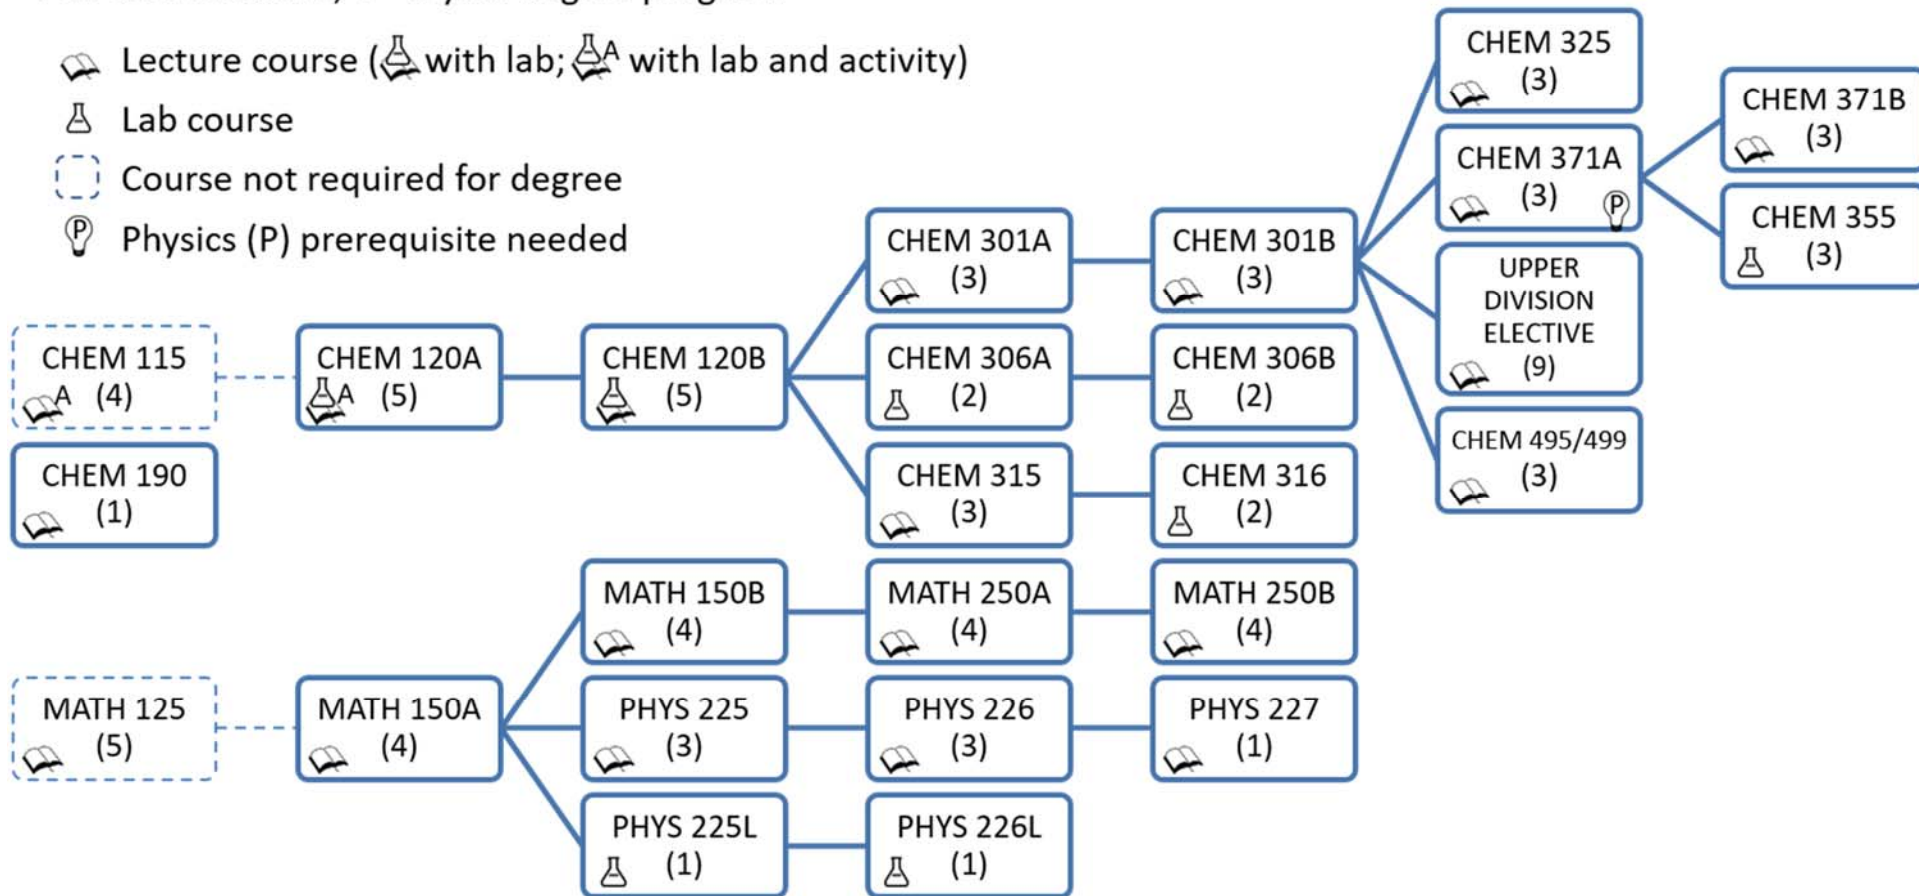 Lecture course ( with lab; A with lab and activity)
Lab course
Course not required for degree
P Physics (P) prerequisite needed
CHEM 115
A (4)
CHEM 190
(1)
CHEM 120A
A (5)
CHEM 120B
(5)
CHEM 301A
(3)
CHEM 306A
(2)
CHEM 315
(3)
CHEM 301B
(3)
CHEM 306B
(2)
CHEM 316
(2)
CHEM 325
(3)
CHEM 371A
(3)
P
UPPER
DIVISION
ELECTIVE
(9)
CHEM 495/499
(3)
CHEM 371B
(3)
CHEM 355
(3)
MATH 125
(5)
MATH 150A
(4)
MATH 150B
(4)
MATH 250A
(4)
MATH 250B
(4)
PHYS 225
(3)
PHYS 226
(3)
PHYS 227
(1)
PHYS 225L
(1)
PHYS 226L
(1)